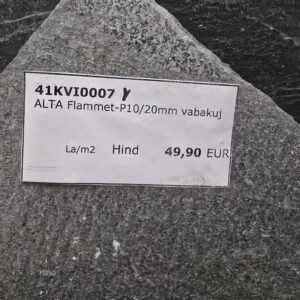 41KVI0007 Y
ALTA Flammet-P10/20mm vabakuj
La/m2 Hind 49,90 EUR